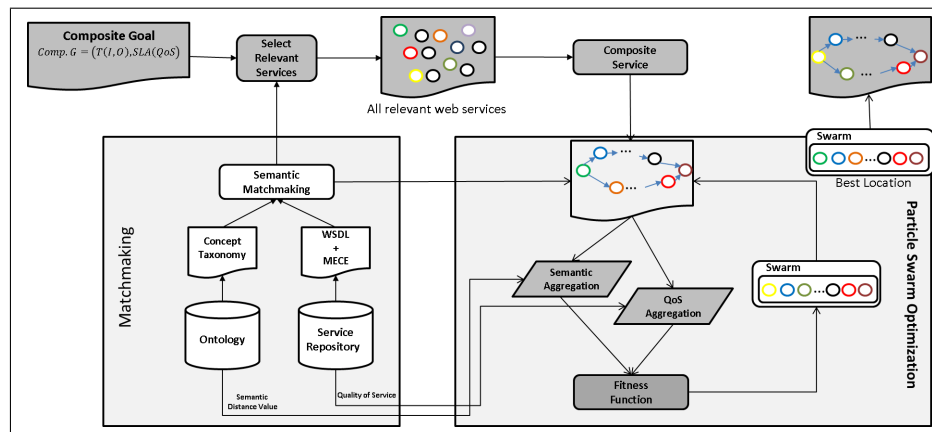 Composite Goal
Comp. G = (T(I, O), SLA(QoS)
Select
Relevant
Services
All relevant web services
Composite
Service
Swarm
...
Best Location
Matchmaking
Semantic
Matchmaking
Concept
Taxonomy
WSDL
+
MECE
Ontology
Service
Repository
Semantic
Distance Value
Quality of Service
...
...
Semantic
Aggregation
QoS
Aggregation
Fitness
Function
Swarm
...
Particle Swarm Optimization
...
...